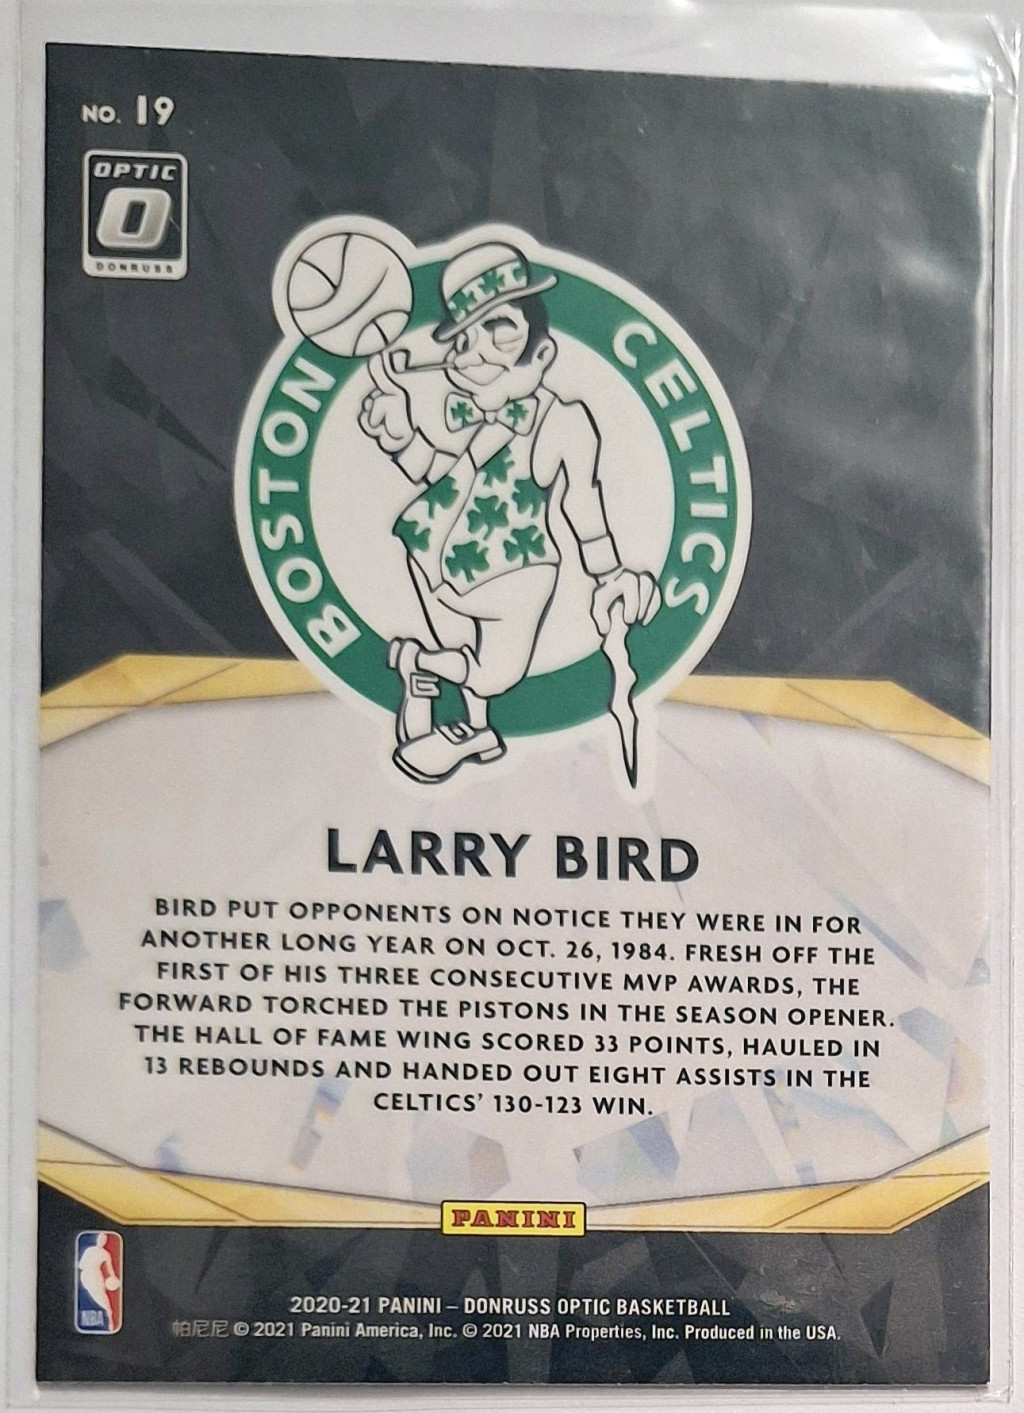 NO. 19
OPTIC
O
DONRUSS
BOSTON CELTICS
LARRY BIRD
BIRD PUT OPPONENTS ON NOTICE THEY WERE IN FOR
ANOTHER LONG YEAR ON OCT. 26, 1984. FRESH OFF THE
FIRST OF HIS THREE CONSECUTIVE MVP AWARDS, THE
FORWARD TORCHED THE PISTONS IN THE SEASON OPENER.
THE HALL OF FAME WING SCORED 33 POINTS, HAULED IN
13 REBOUNDS AND HANDED OUT EIGHT ASSISTS IN THE
CELTICS’ 130-123 WIN.
PANINI
NBA
2020-21 PANINI – DONRUSS OPTIC BASKETBALL
帕尼尼 © 2021 Panini America, Inc. © 2021 NBA Properties, Inc. Produced in the USA.